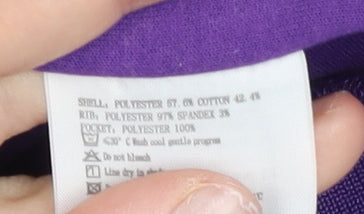 SHELL: POLYESTER 57.6% COTTON 42.4%
RIB: POLYESTER 97% SPANDEX 3%
POCKET: POLYESTER 100%
≤30° C Wash cool gentle program
Do not bleach
Line dry in shade